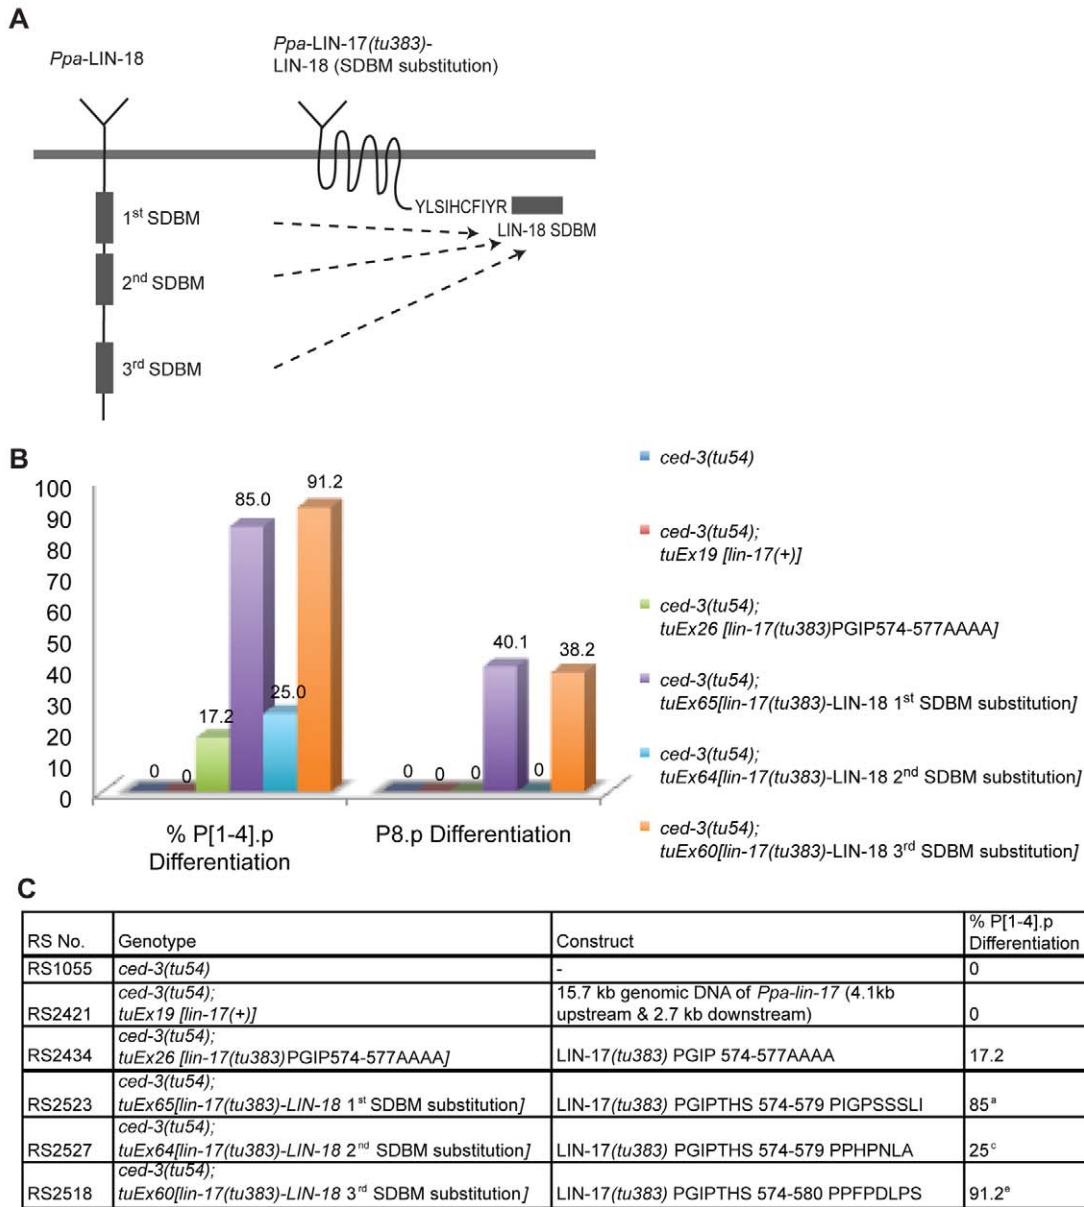 A
Ppa-LIN-18
Ppa-LIN-17(tu383)-
LIN-18 (SDBM substitution)
YLSIHCFIYR
LIN-18 SDBM
1st SDBM
2nd SDBM
3rd SDBM
B
100
90
80
70
60
50
40
30
20
10
0
0
0
17.2
85.0
25.0
91.2
0
0
0
40.1
0
38.2
% P[1-4].p
Differentiation
P8.p Differentiation
ced-3(tu54)
ced-3(tu54);
tuEx19 [lin-17(+)]
ced-3(tu54);
tuEx26 [lin-17(tu383)PGIP574-577AAAA]
ced-3(tu54);
tuEx65[lin-17(tu383)-LIN-18 1st SDBM substitution]
ced-3(tu54);
tuEx64[lin-17(tu383)-LIN-18 2nd SDBM substitution]
ced-3(tu54);
tuEx60[lin-17(tu383)-LIN-18 3rd SDBM substitution]
C
RS No. Genotype Construct % P[1-4].p
Differentiation
RS1055 ced-3(tu54) - 0
ced-3(tu54);
tuEx19 [lin-17(+)]
RS2421
15.7 kb genomic DNA of Ppa-lin-17 (4.1kb
upstream & 2.7 kb downstream)
0
ced-3(tu54);
RS2434 tuEx26 [lin-17(tu383)PGIP574-577AAAA] LIN-17(tu383) PGIP 574-577AAAA 17.2
ced-3(tu54);
RS2523 tuEx65[lin-17(tu383)-LIN-18 1st SDBM substitution] LIN-17(tu383) PGIPTHS 574-579 PIGPSSSLI 85a
ced-3(tu54);
RS2527 tuEx64[lin-17(tu383)-LIN-18 2nd SDBM substitution] LIN-17(tu383) PGIPTHS 574-579 PPHPNLA 25c
ced-3(tu54);
RS2518 tuEx60[lin-17(tu383)-LIN-18 3rd SDBM substitution] LIN-17(tu383) PGIPTHS 574-580 PPFPDLPS 91.2e